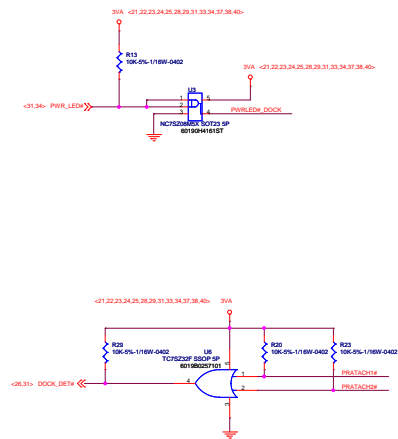 3VA <21,22,23,24,25,28,29,31,33,34,37,38,40>
R13
10K-5%-1/16W-0402
3VA <21,22,23,24,25,28,29,31,33,34,37,38,40>
U3
<31,34> PWR_LED#
1
2
3
5
4
PWRLED#_DOCK
NC7SZ08M5X SOT23 5P
60190H4161ST
<21,22,23,24,25,28,29,31,33,34,37,38,40> 3VA
R29
10K-5%-1/16W-0402
U6
TC7SZ32F SSOP 5P
6019B0257101
R20
10K-5%-1/16W-0402
R23
10K-5%-1/16W-0402
5
PRATACH1#
1
<26,31> DOCK_DET#
4
PRATACH2#
2
3